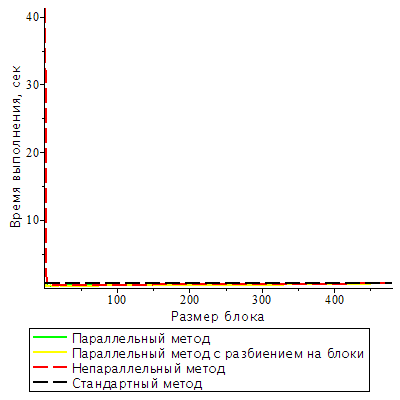 Время выполнения, сек
40
30
20
10
100
200
300
400
Размер блока
Параллельный метод
Параллельный метод с разбиением на блоки
Непараллельный метод
Стандартный метод